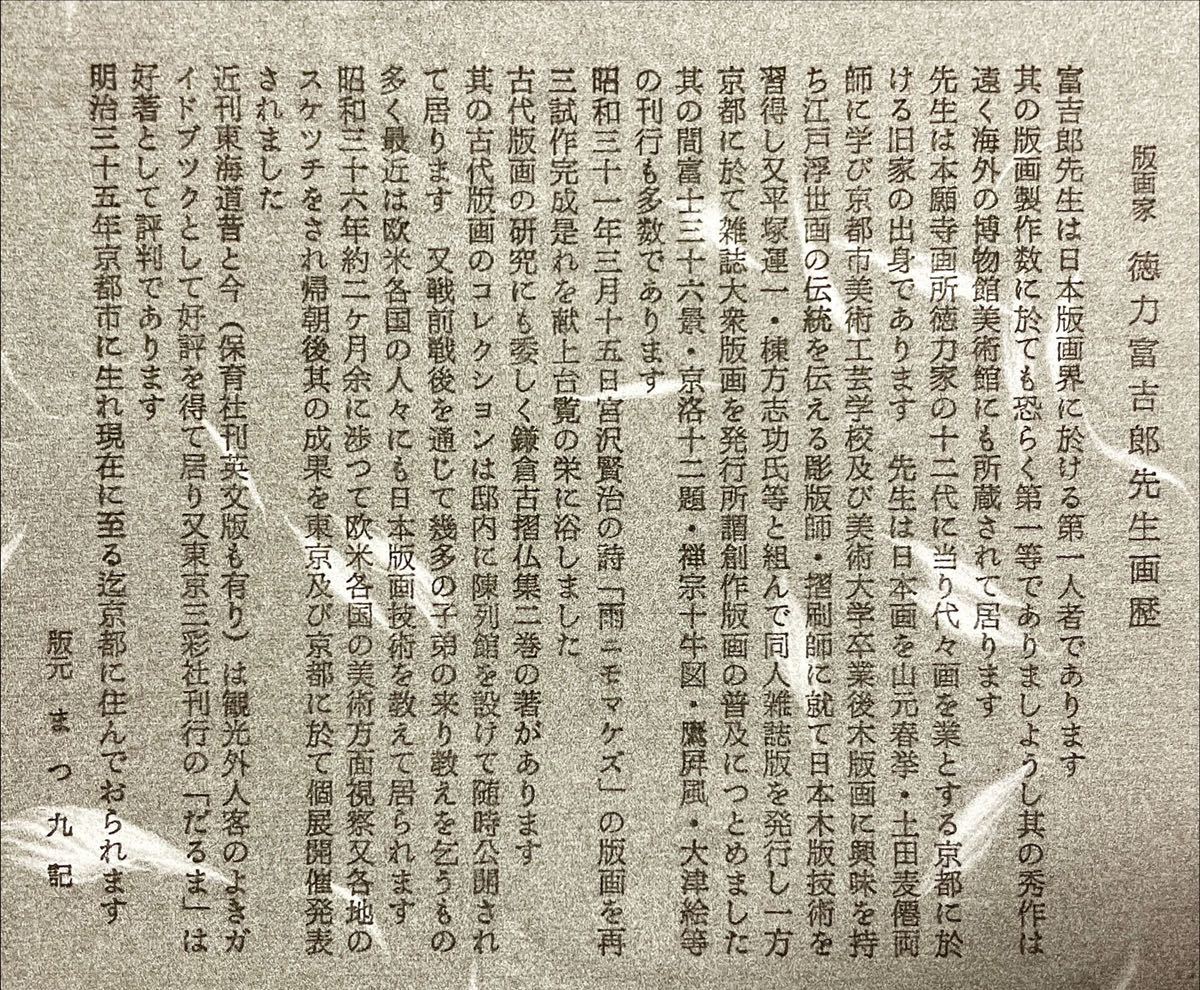 版画家 徳力富吉郎先生画歴
富吉郎先生は日本版画界に於ける第一人者であります
其の版画製作数に於ても恐らく第一等でありましようし其の秀作は
遠く海外の博物館美術館にも所蔵されて居ります
先生は本願寺画所徳力家の十二代に当り代々画を業とする京都に於
ける旧家の出身であります 先生は日本画を山元春挙・土田麦僊両
師に学び京都市美術工芸学校及び美術大学卒業後木版画に興味を持
ち江戸浮世画の伝統を伝える彫版師・摺刷師に就て日本木版技術を
習得し又平塚運一・棟方志功氏等と組んで同人雑誌版を発行し一方
京都に於て雑誌大衆版画を発行所謂創作版画の普及につとめました
其の間富士三十六景・京洛十二題・禅宗十牛図・鷹屛風・大津絵等
の刊行も多数であります
昭和三十一年三月十五日宮沢賢治の詩「雨ニモマケズ」の版画を再
三試作完成是れを献上台覧の栄に浴しました
古代版画の研究にも委しく鎌倉古摺仏集二巻の著があります
其の古代版画のコレクションは邸内に陳列館を設けて随時公開され
て居ります 又戦前戦後を通じて幾多の子弟の来り教えを乞うもの
多く最近は欧米各国の人々にも日本版画技術を教えて居られます
昭和三十六年約二ケ月余に渉つて欧米各国の美術方面視察又各地の
スケツチをされ帰朝後其の成果を東京及び京都に於て個展開催発表
されました
近刊東海道昔と今（保育社刊英文版も有り）は観光外人客のよきガ
イドブツクとして好評を得て居り又東京三彩社刊行の「だるま」は
好著として評判であります
明治三十五年京都市に生れ現在に至る迄京都に住んでおられます
版元 まつ九 記